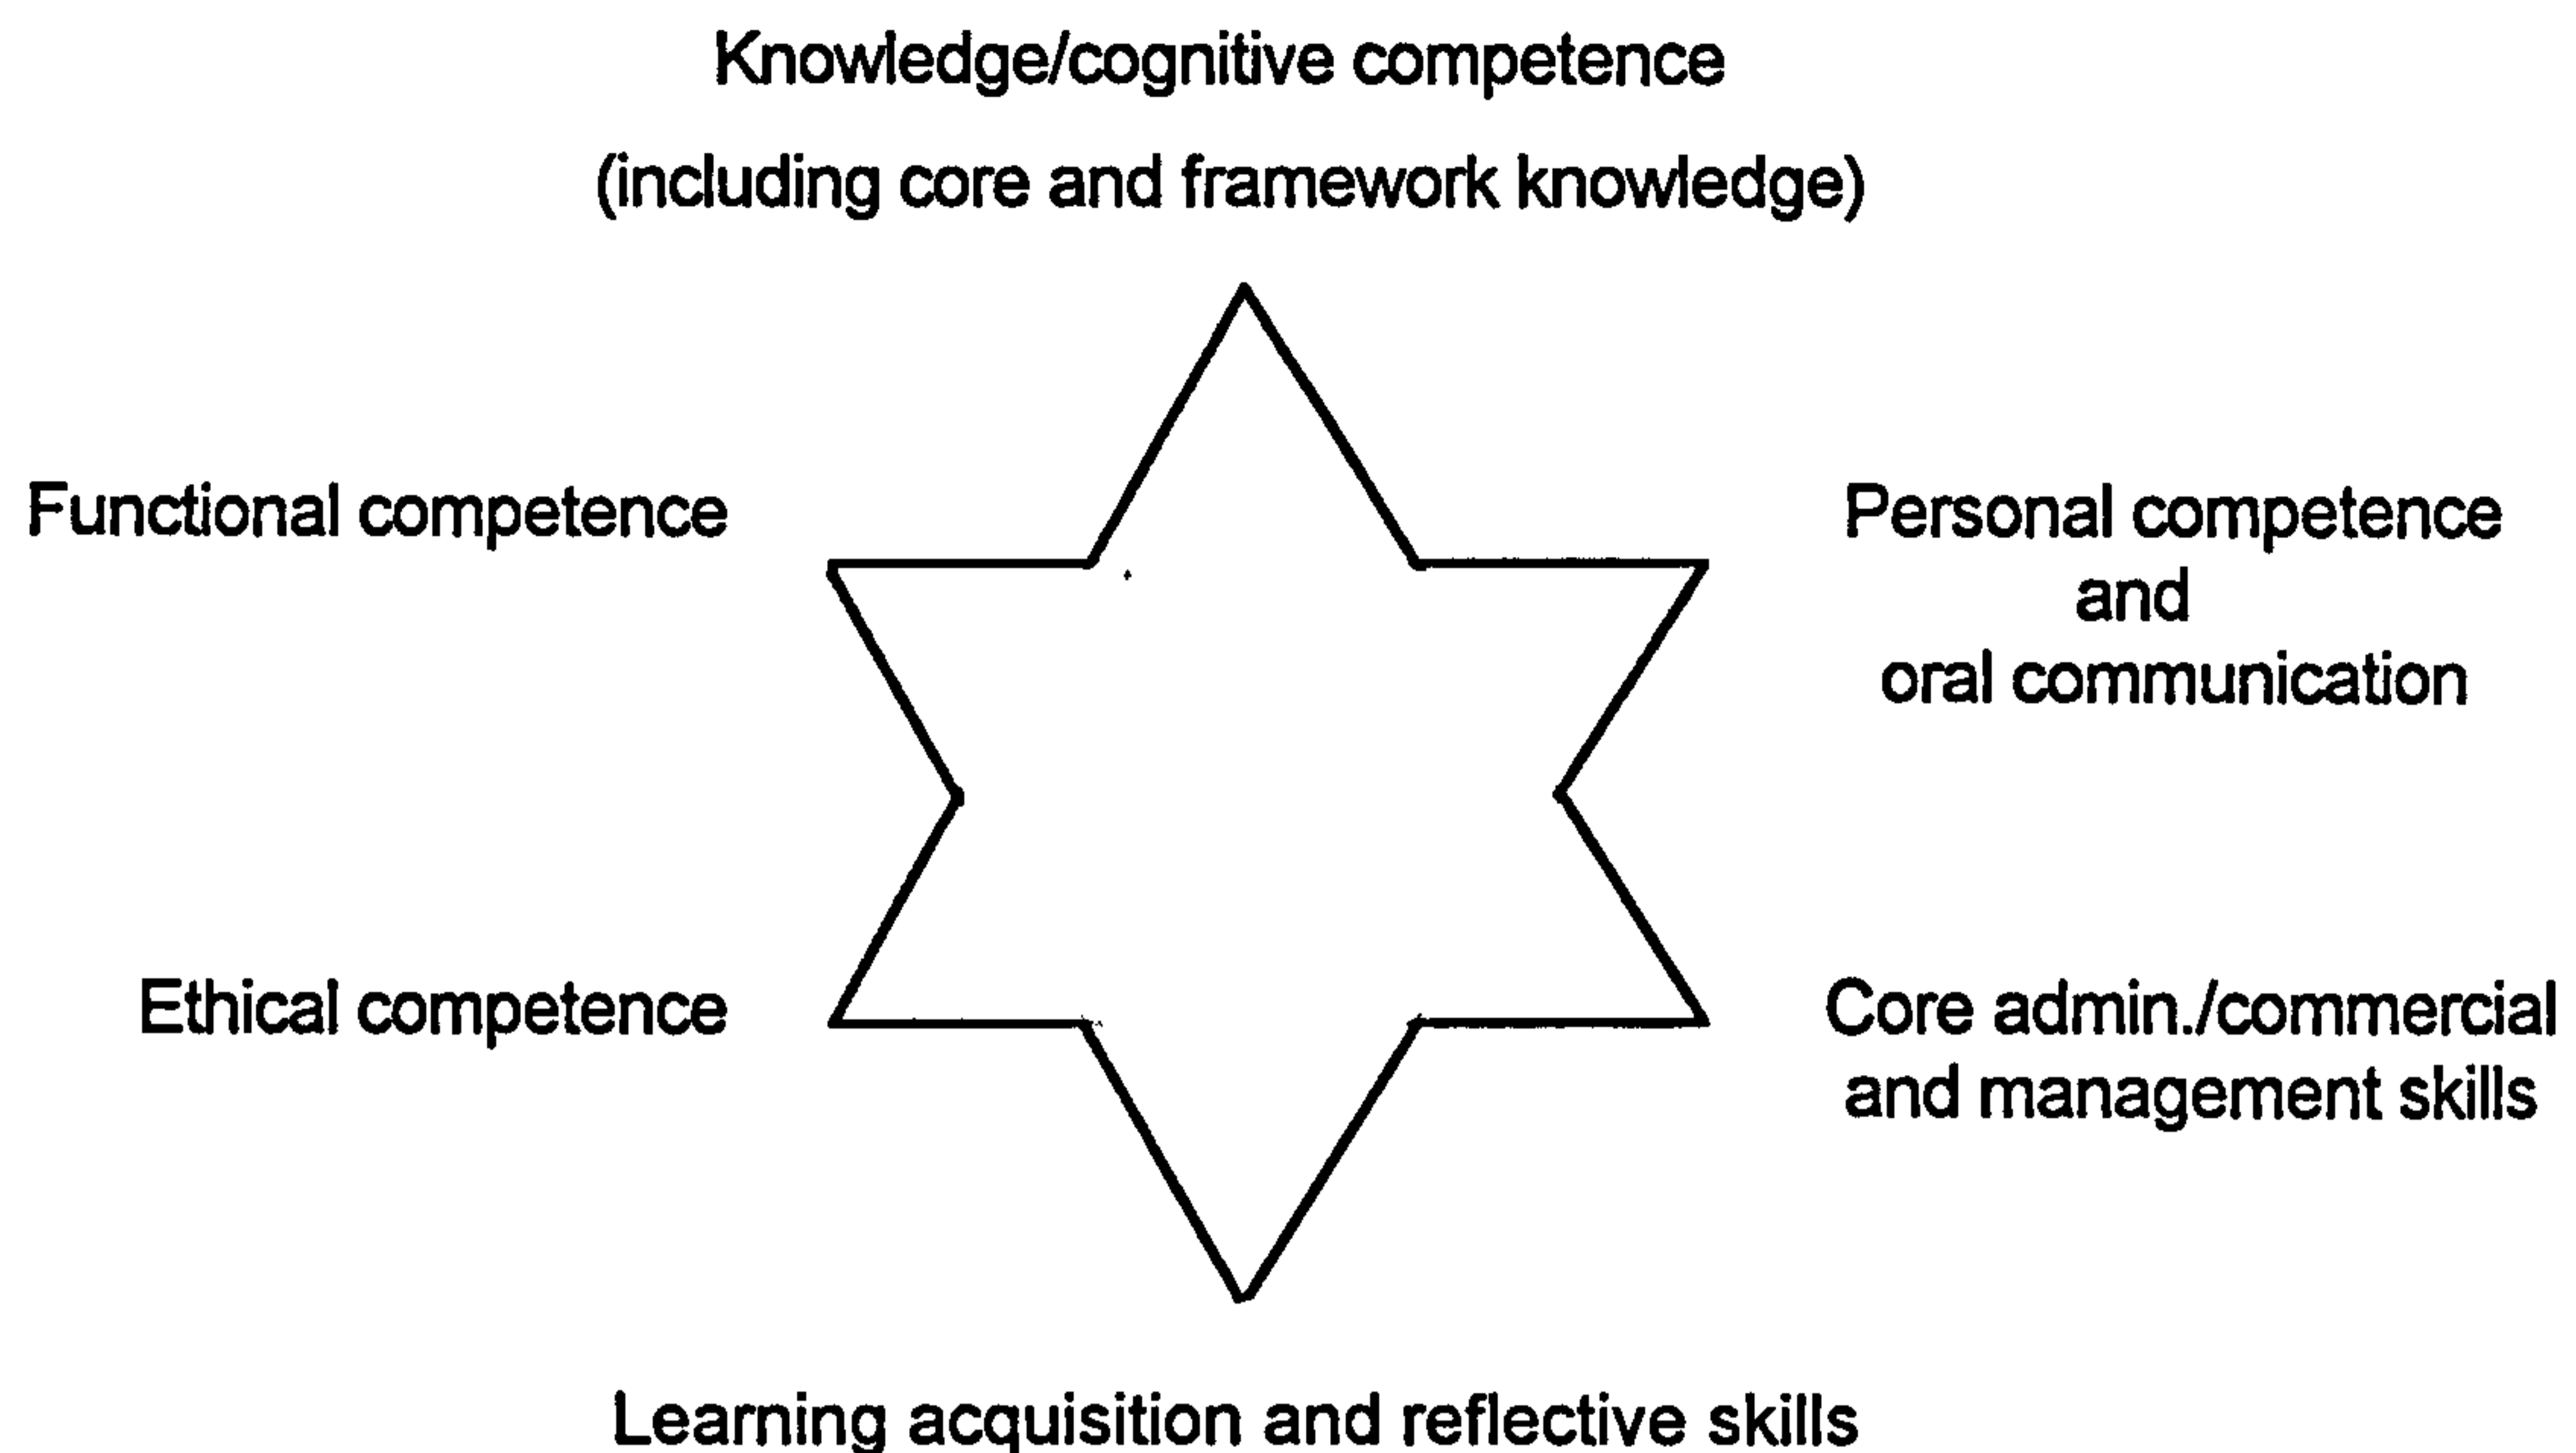 Knowledge/cognitive competence
(including core and framework knowledge)
Functional competence
Personal competence
and
oral communication
Ethical competence
Core admin./commercial
and management skills
Learning acquisition and reflective skills